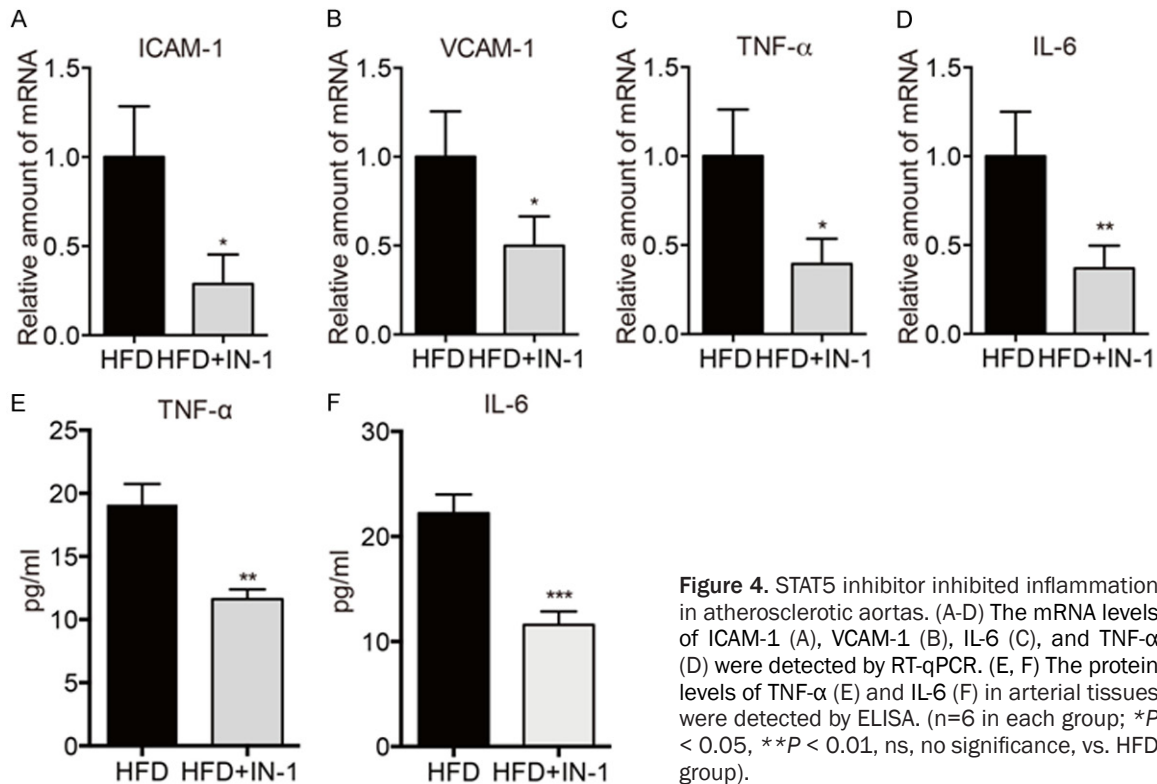 A
ICAM-1
Relative amount of mRNA
1.5
1.0
0.5
0.0
*
HFD HFD+IN-1
B
VCAM-1
Relative amount of mRNA
1.5
1.0
0.5
0.0
*
HFD HFD+IN-1
C
TNF-α
Relative amount of mRNA
1.5
1.0
0.5
0.0
*
HFD HFD+IN-1
D
IL-6
Relative amount of mRNA
1.5
1.0
0.5
0.0
**
HFD HFD+IN-1
E
TNF-α
pg/ml
25
20
15
10
5
0
**
HFD HFD+IN-1
F
IL-6
pg/ml
30
20
10
0
***
HFD HFD+IN-1
Figure 4. STAT5 inhibitor inhibited inflammation
in atherosclerotic aortas. (A-D) The mRNA levels
of ICAM-1 (A), VCAM-1 (B), IL-6 (C), and TNF-α
(D) were detected by RT-qPCR. (E, F) The protein
levels of TNF-α (E) and IL-6 (F) in arterial tissues
were detected by ELISA. (n=6 in each group; *P
< 0.05, **P < 0.01, ns, no significance, vs. HFD
group).